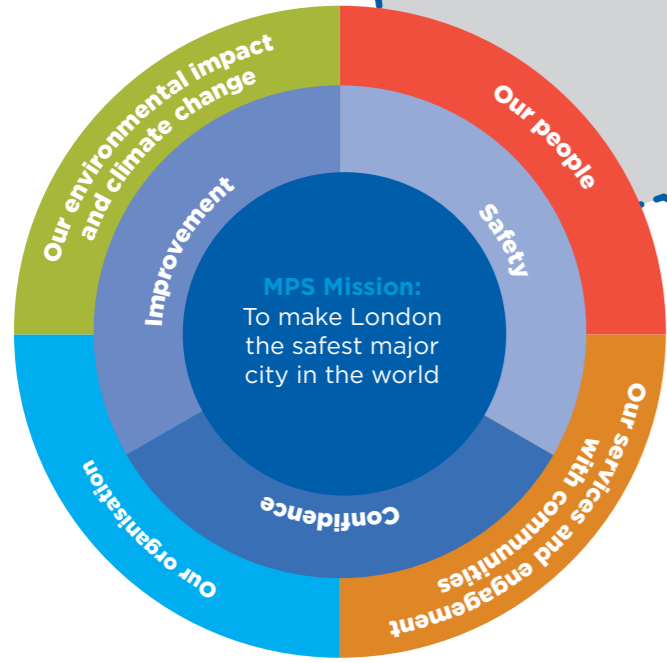 Our environmental impact
and climate change
Our people
Improvement
Safety
MPS Mission:
To make London
the safest major
city in the world
Confidence
Our organisation
Our services and engagement
with communities